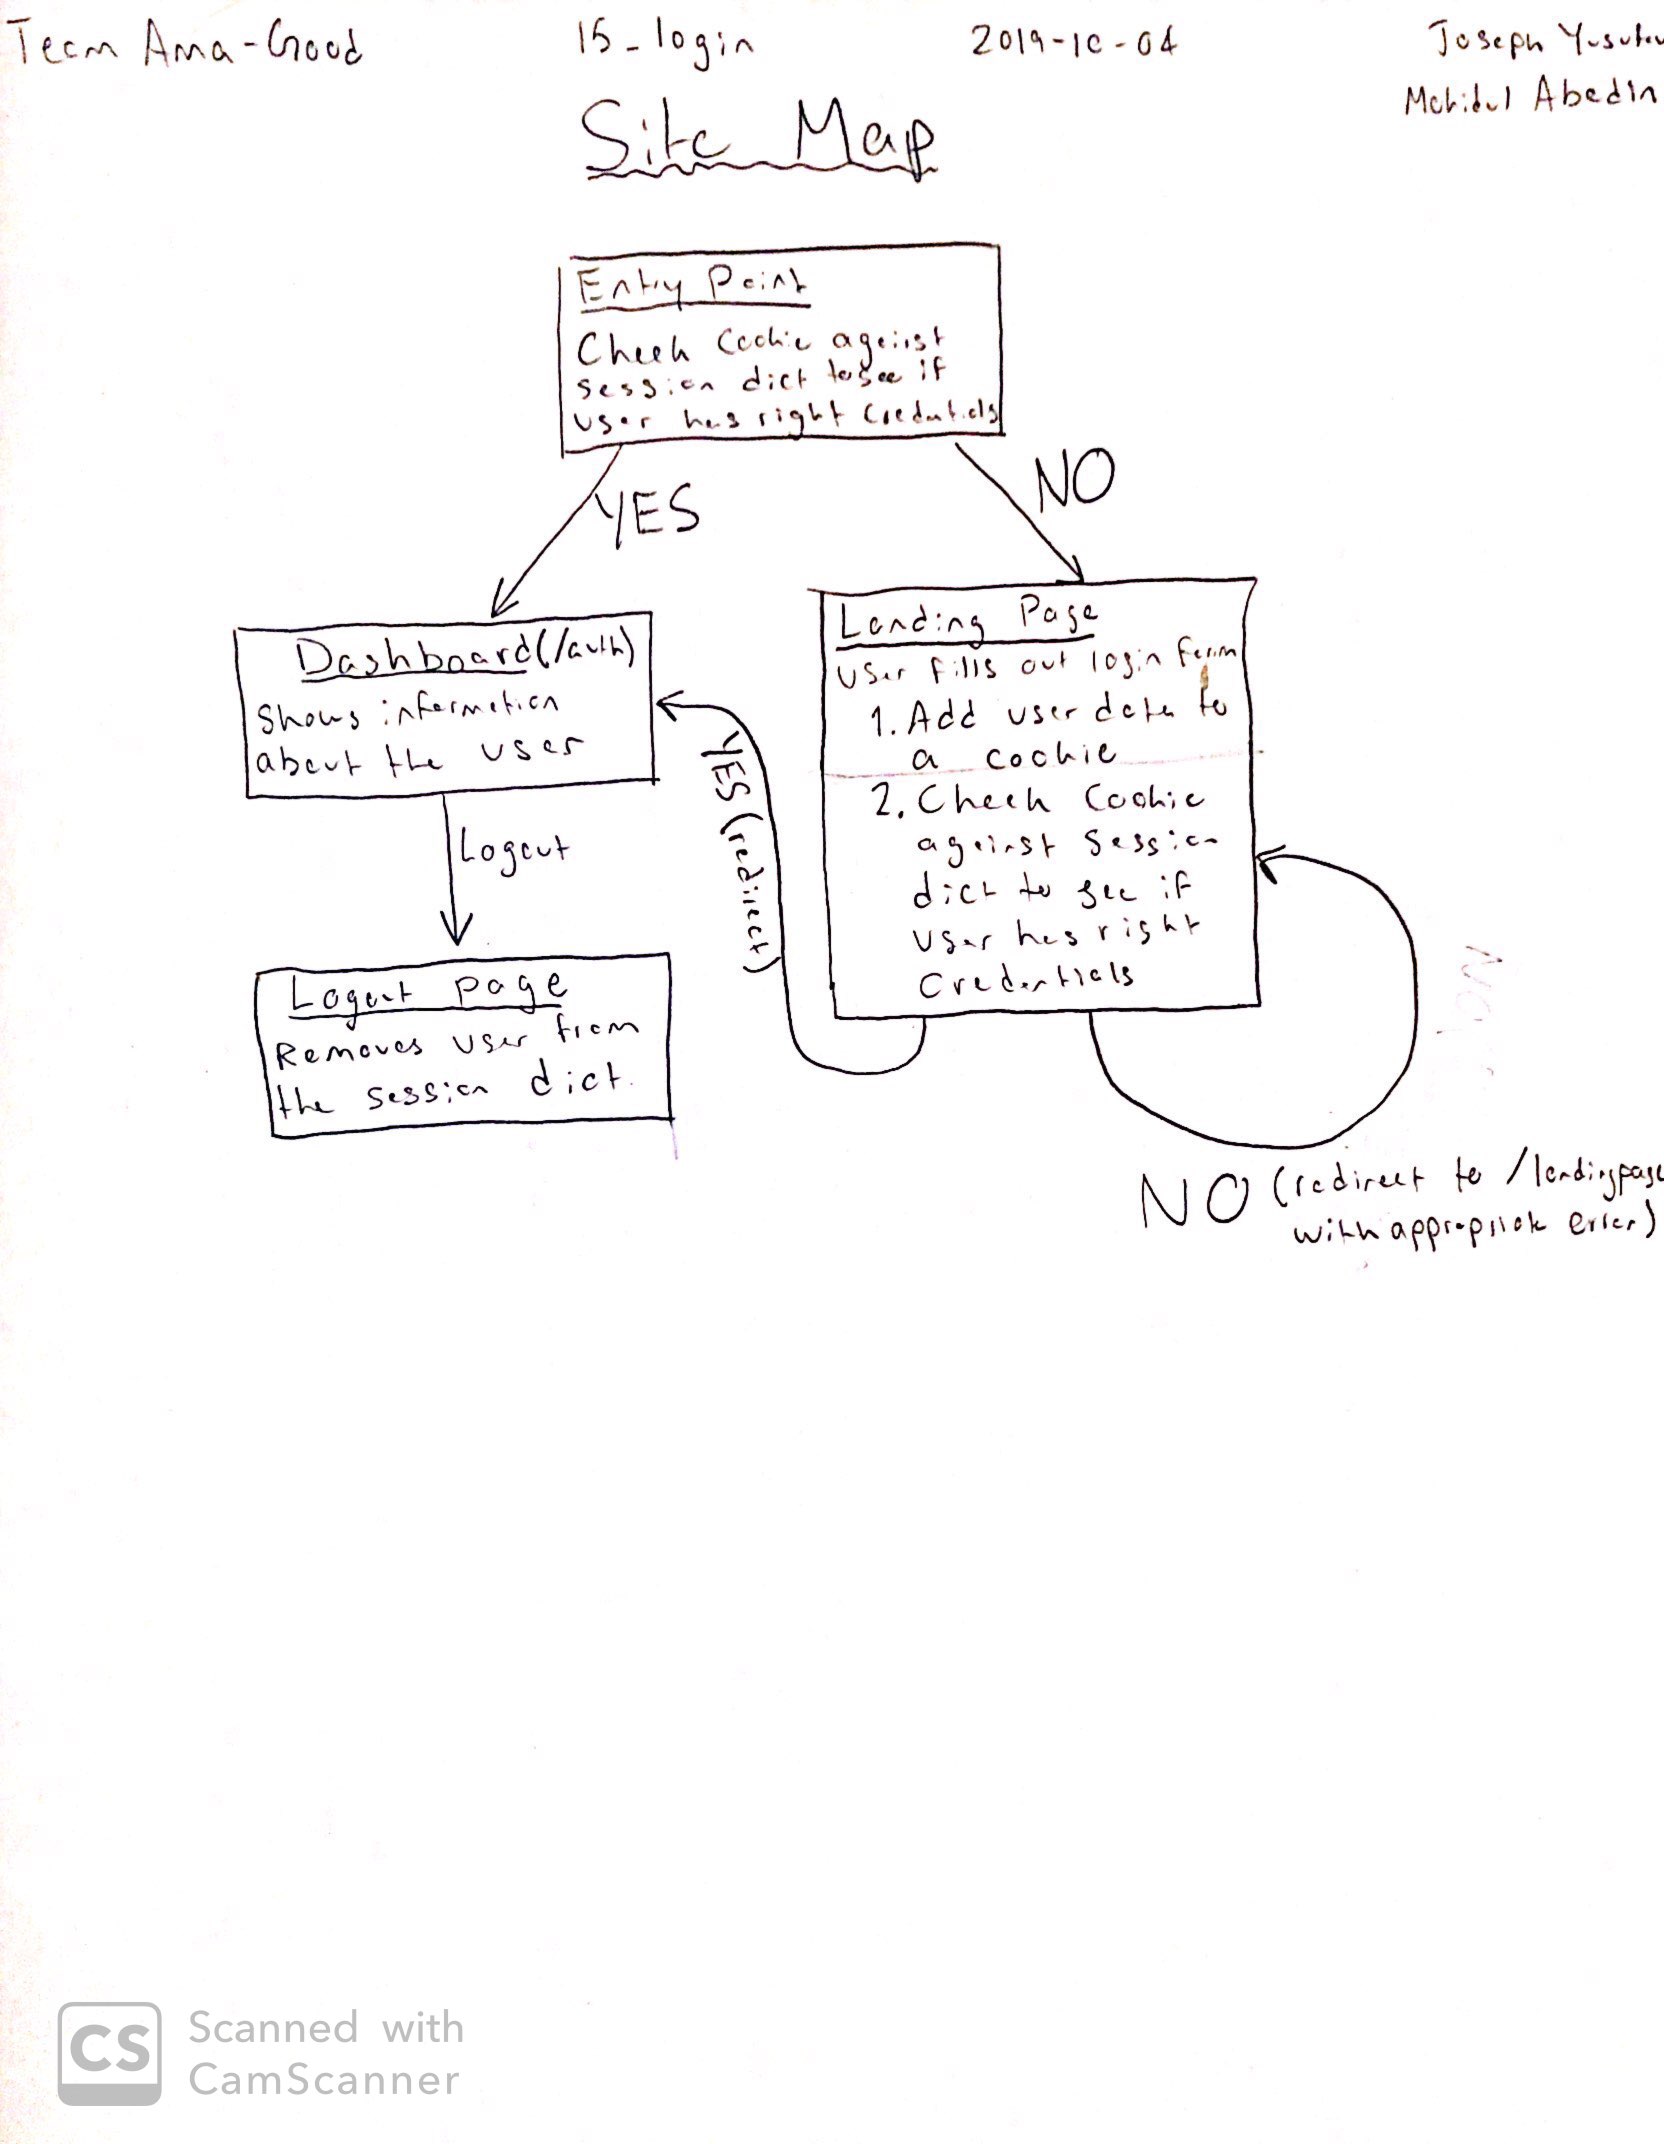 Team Ama-Good
15_login
2019-10-04
Joseph
Mohidul Abedin
Site Map
Entry Point
Check Cookie against
session dict to see if
user has right credentials
YES
NO
Dashboard (/auth)
Shows information
about the user
Landing Page
User fills out login form
1. Add user data to
a cookie
2. Check Cookie
against session
dict to see if
user has right
credentials
YES (redirect)
Logout
Logout page
Removes user from
the session dict.
NO (redirect to /landingpage
with appropriate error)
CS
Scanned with
CamScanner